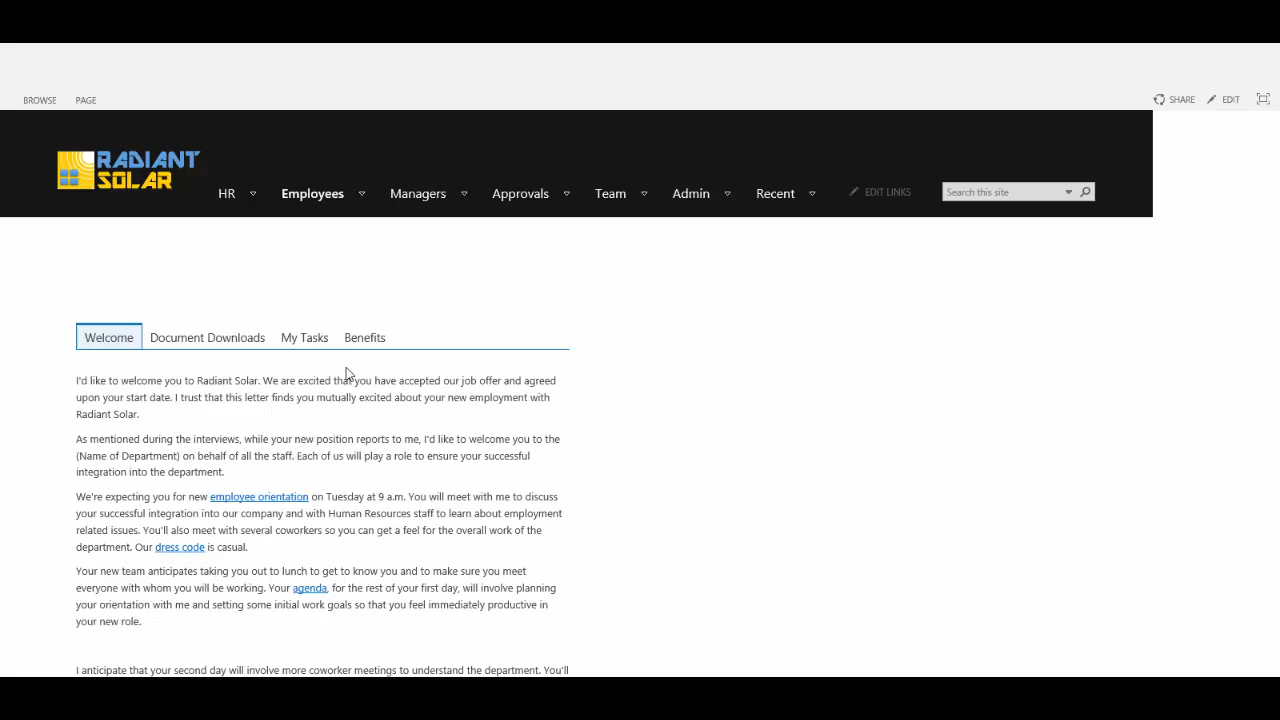 BROWSE PAGE SHARE EDIT
RADIANT
SOLAR
HR Employees Managers Approvals Team Admin Recent EDIT LINKS Search this site
Welcome Document Downloads My Tasks Benefits
I'd like to welcome you to Radiant Solar. We are excited that you have accepted our job offer and agreed
upon your start date. I trust that this letter finds you mutually excited about your new employment with
Radiant Solar.
As mentioned during the interviews, while your new position reports to me, I'd like to welcome you to the
(Name of Department) on behalf of all the staff. Each of us will play a role to ensure your successful
integration into the department.
We're expecting you for new employee orientation on Tuesday at 9 a.m. You will meet with me to discuss
your successful integration into our company and with Human Resources staff to learn about employment
related issues. You'll also meet with several coworkers so you can get a feel for the overall work of the
department. Our dress code is casual.
Your new team anticipates taking you out to lunch to get to know you and to make sure you meet
everyone with whom you will be working. Your agenda, for the rest of your first day, will involve planning
your orientation with me and setting some initial work goals so that you feel immediately productive in
your new role.
I anticipate that your second day will involve more coworker meetings to understand the department. You'll